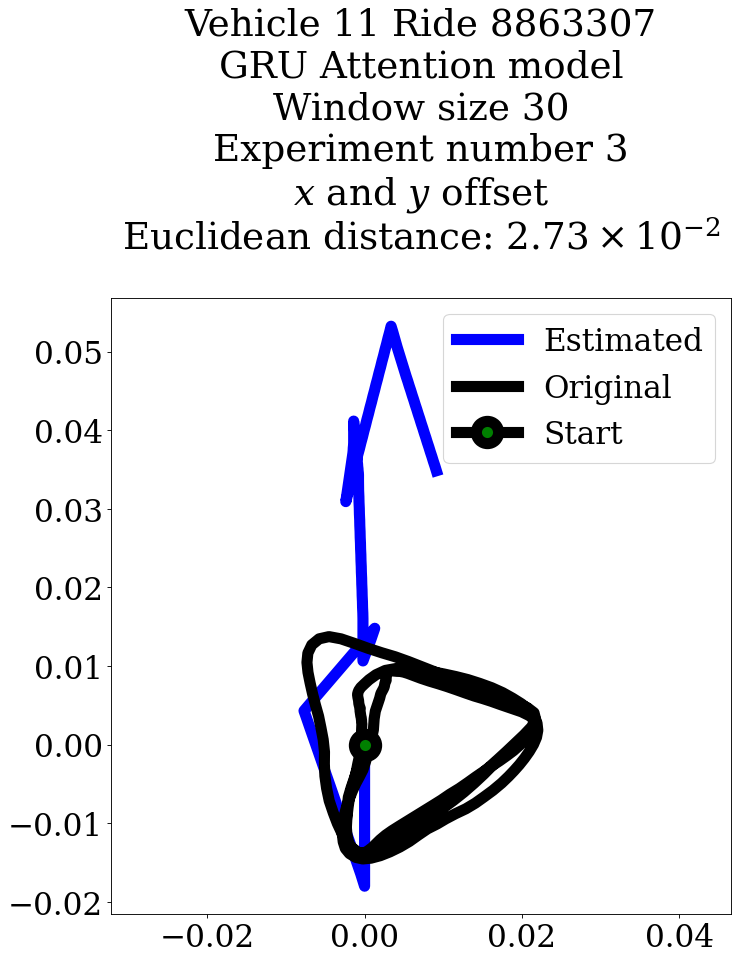 Vehicle 11 Ride 8863307
GRU Attention model
Window size 30
Experiment number 3
x and y offset
Euclidean distance: 2.73 × 10⁻²
Estimated
Original
Start
0.05
0.04
0.03
0.02
0.01
0.00
−0.01
−0.02
−0.02 0.00 0.02 0.04